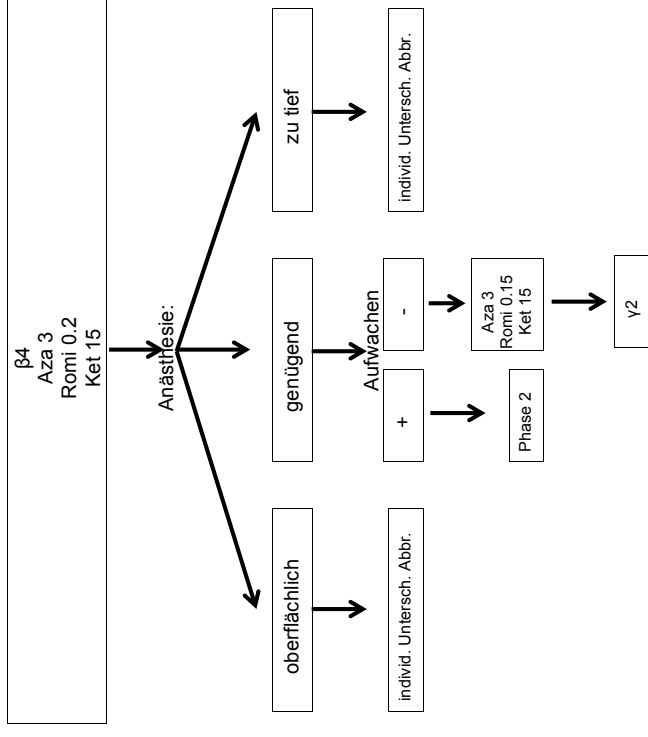 β4
Aza 3
Romi 0.2
Ket 15
Anästhesie:
oberflächlich
genügend
zu tief
individ. Untersch. Abbr.
Aufwachen
individ. Untersch. Abbr.
+
-
Phase 2
Aza 3
Romi 0.15
Ket 15
γ2